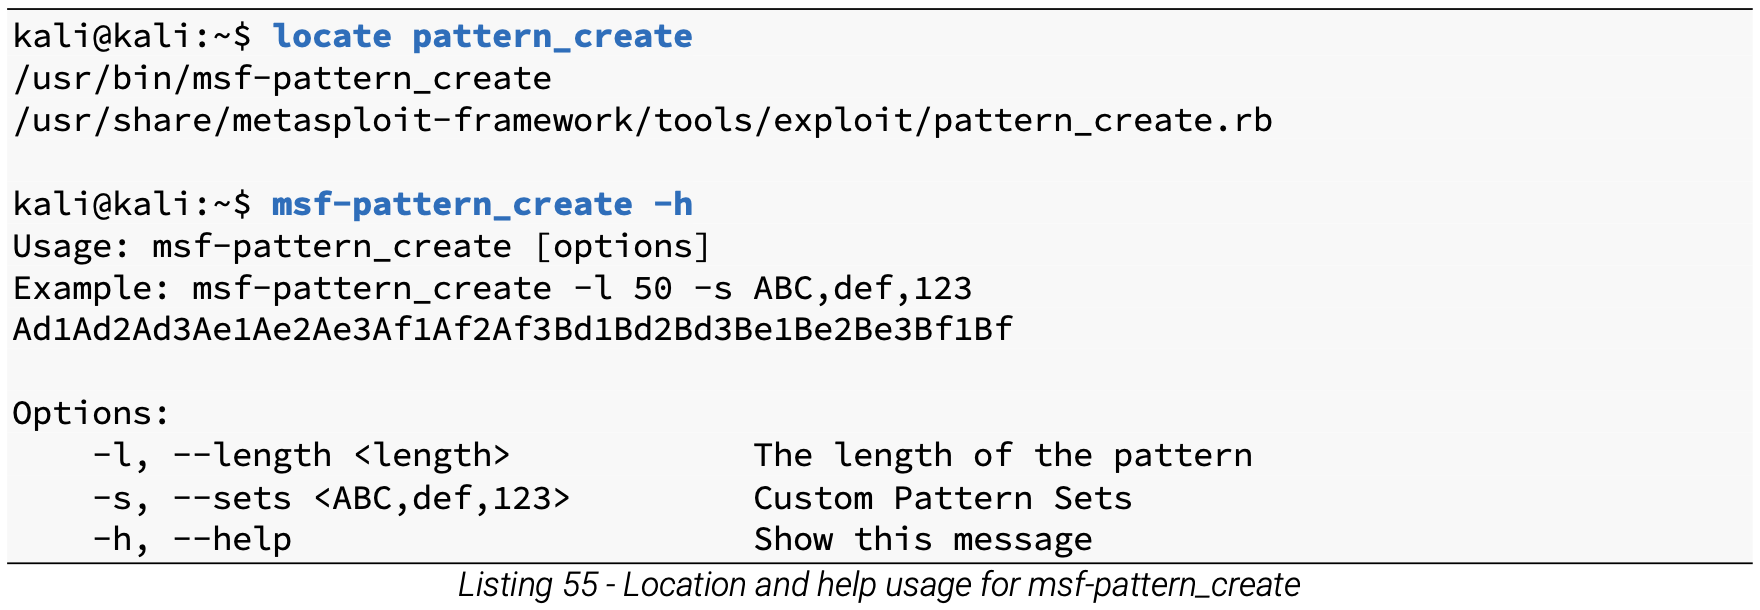 kali@kali:~$ locate pattern_create
/usr/bin/msf-pattern_create
/usr/share/metasploit-framework/tools/exploit/pattern_create.rb
kali@kali:~$ msf-pattern_create -h
Usage: msf-pattern_create [options]
Example: msf-pattern_create -l 50 -s ABC,def,123
Ad1Ad2Ad3Ae1Ae2Ae3Af1Af2Af3Bd1Bd2Bd3Be1Be2Be3Bf1Bf
Options:
-l, --length <length> The length of the pattern
-s, --sets <ABC,def,123> Custom Pattern Sets
-h, --help Show this message
Listing 55 - Location and help usage for msf-pattern_create